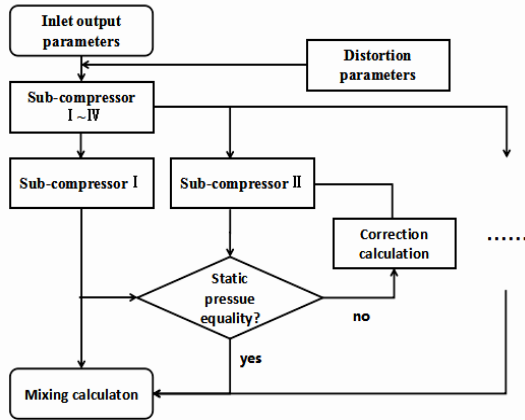 Inlet output
parameters
Distortion
parameters
Sub-compressor
Ⅰ ~Ⅳ
Sub-compressor Ⅰ
Sub-compressor Ⅱ
Correction
calculation
......
Static
pressue
equality?
no
yes
Mixing calculaton